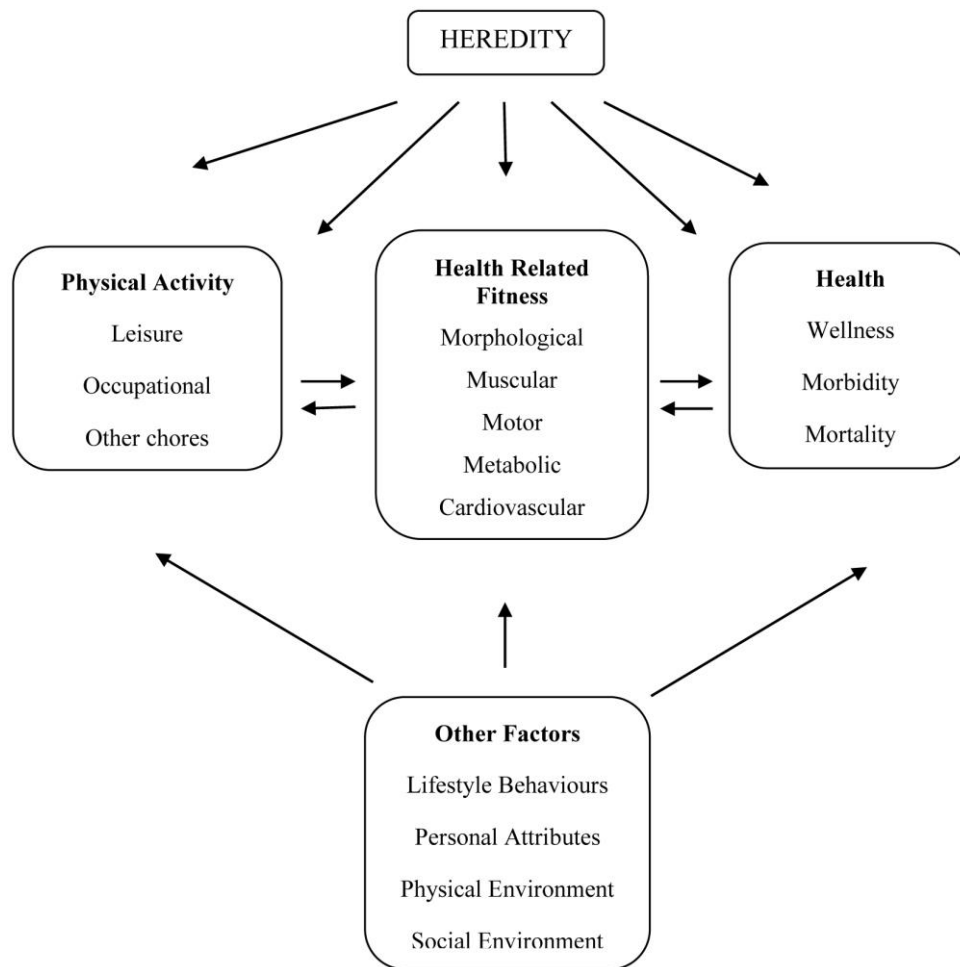 HEREDITY
Physical Activity
Leisure
Occupational
Other chores
Health Related
Fitness
Morphological
Muscular
Motor
Metabolic
Cardiovascular
Health
Wellness
Morbidity
Mortality
Other Factors
Lifestyle Behaviours
Personal Attributes
Physical Environment
Social Environment